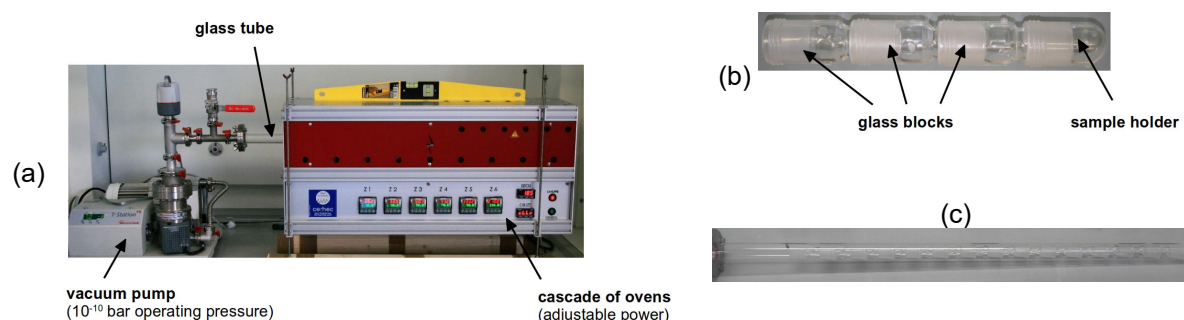 glass tube
(a)
Z 1 Z 2 Z 3 Z 4 Z 5 Z 6
T-Station
vacuum pump
(10⁻¹⁰ bar operating pressure)
cascade of ovens
(adjustable power)
(b)
glass blocks
sample holder
(c)